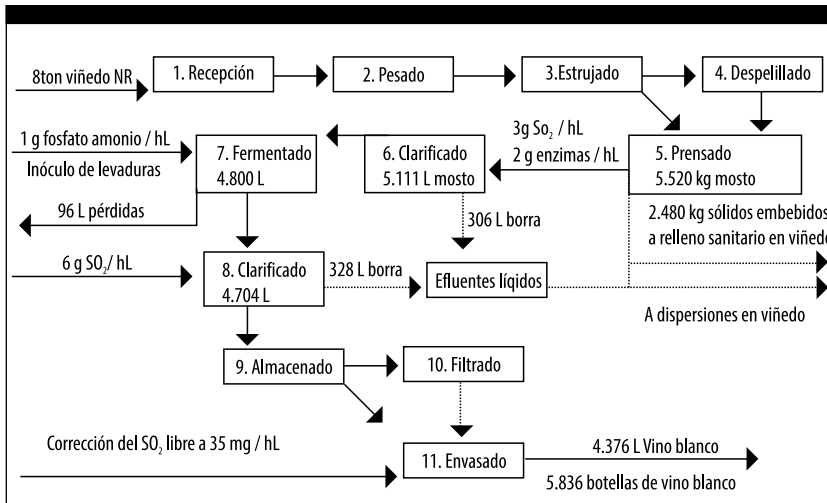 8ton viñedo NR
1. Recepción
2. Pesado
3.Estrujado
4. Despelillado
1 g fosfato amonio / hL
Inóculo de levaduras
7. Fermentado
4.800 L
6. Clarificado
5.111 L mosto
3g So₂ / hL
2 g enzimas / hL
5. Prensado
5.520 kg mosto
96 L pérdidas
306 L borra
2.480 kg sólidos embebidos
a relleno sanitario en viñedo
6 g SO₂/ hL
8. Clarificado
4.704 L
328 L borra
Efluentes líqidos
A dispersiones en viñedo
9. Almacenado
10. Filtrado
Corrección del SO₂ libre a 35 mg / hL
11. Envasado
4.376 L Vino blanco
5.836 botellas de vino blanco